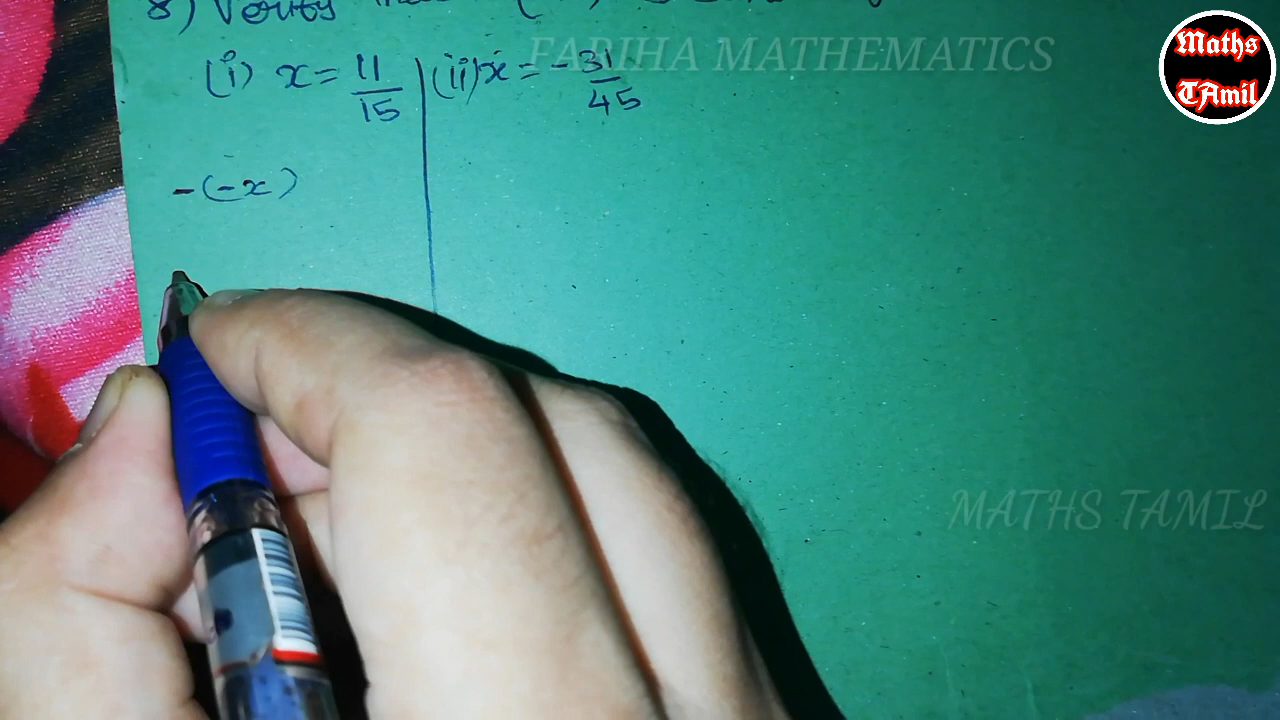 8) Verify
(i) x = 11/15 (ii) x = -31/45
-(-x)
FARIHA MATHEMATICS
Maths
TAmil
MATHS TAMIL